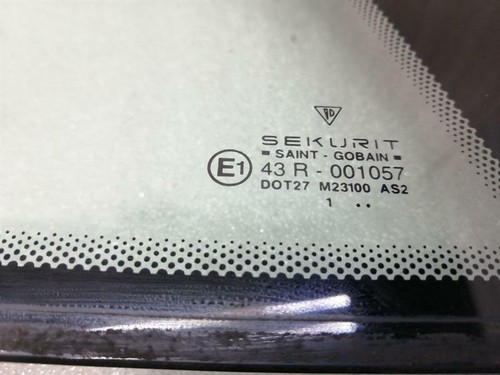 SEKURIT
SAINT - GOBAIN
E1 43 R - 001057
DOT27 M23100 AS2
1 ..